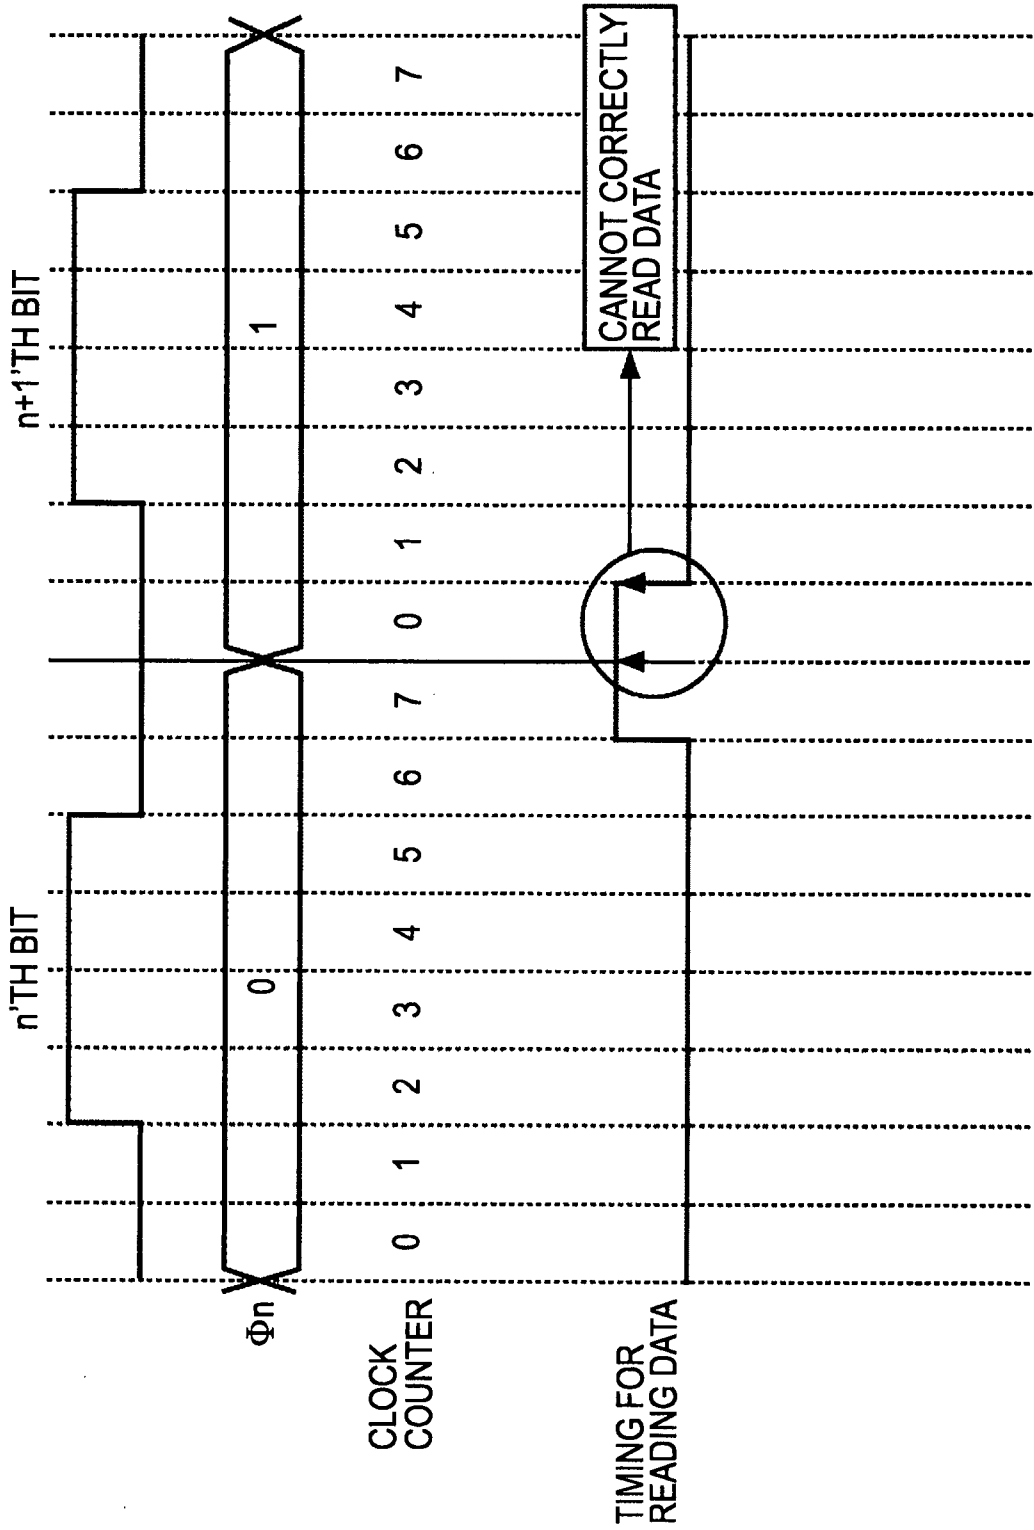 n'TH BIT
n+1'TH BIT
Φn
0
1
CLOCK
COUNTER
0 1 2 3 4 5 6 7 0 1 2 3 4 5 6 7
TIMING FOR
READING DATA
CANNOT CORRECTLY
READ DATA